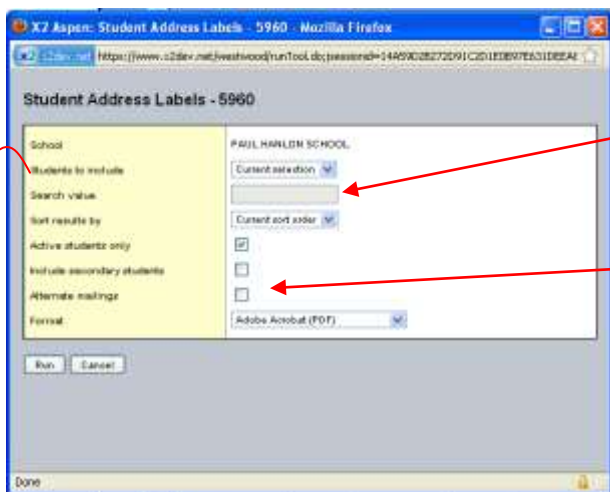 X2 Aspen: Student Address Labels - 5960 - Mozilla Firefox
Student Address Labels - 5960
School PAUL HANLON SCHOOL
Students to include Current selection
Search value
Sort results by Current sort order
Active students only
Include secondary students
Alternate mailings
Format Adobe Acrobat (PDF)
Run Cancel
Done